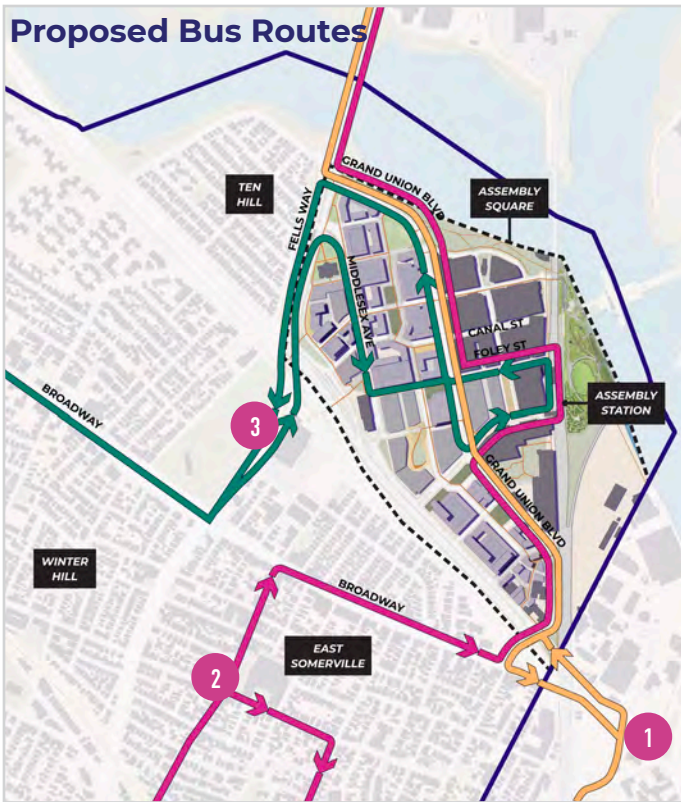 Proposed Bus Routes
GRAND UNION BLVD
TEN
HILL
ASSEMBLY
SQUARE
FELLS WAY
MIDDLESEX AVE
CANAL ST
FOLEY ST
BROADWAY
ASSEMBLY
STATION
3
GRAND UNION BLVD
WINTER
HILL
BROADWAY
EAST
SOMERVILLE
2
1